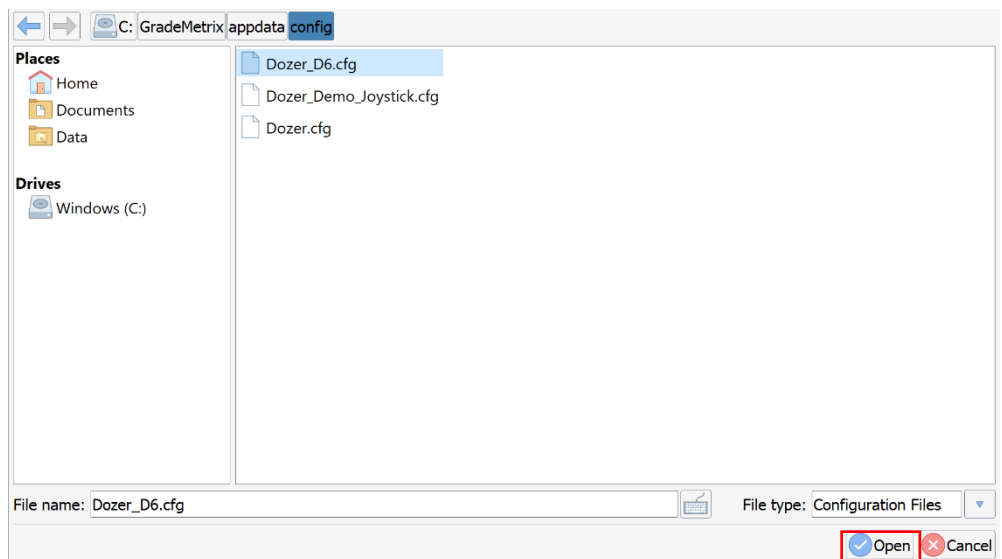 C: GradeMetrix appdata config
Places
Home
Documents
Data
Drives
Windows (C:)
Dozer_D6.cfg
Dozer_Demo_Joystick.cfg
Dozer.cfg
File name: Dozer_D6.cfg File type: Configuration Files
Open Cancel